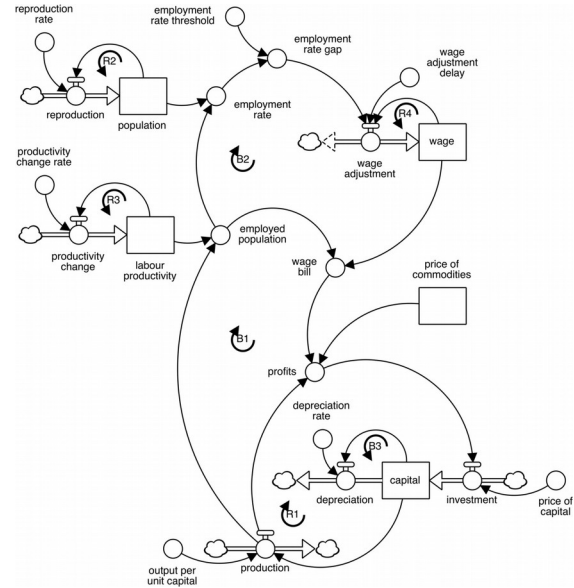 reproduction
rate
employment
rate threshold
employment
rate gap
wage
adjustment
delay
R2
reproduction
population
employment
rate
R4
wage
wage
adjustment
productivity
change rate
B2
R3
productivity
change
labour
productivity
employed
population
wage
bill
price of
commodities
B1
profits
depreciation
rate
B3
depreciation
capital
investment
price of
capital
R1
production
output per
unit capital